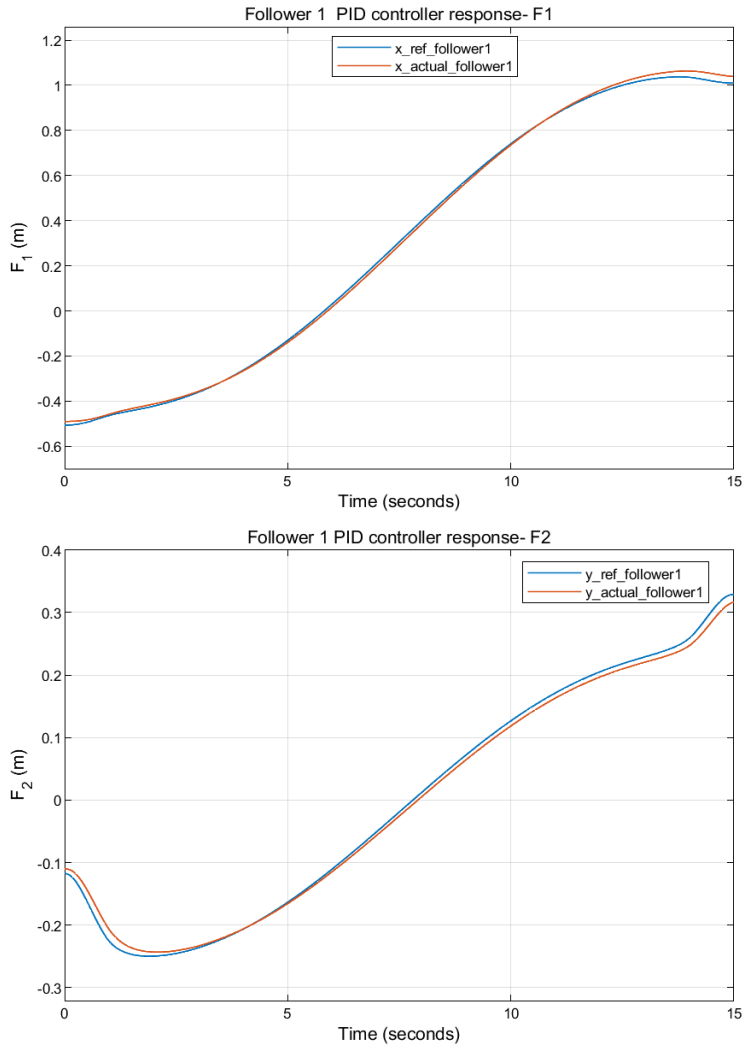 Follower 1  PID controller response- F1
1.2
1
0.8
0.6
0.4
0.2
0
-0.2
-0.4
-0.6
F1 (m)
x_ref_follower1
x_actual_follower1
0 5 10 15
Time (seconds)
Follower 1 PID controller response- F2
0.4
0.3
0.2
0.1
0
-0.1
-0.2
-0.3
F2 (m)
y_ref_follower1
y_actual_follower1
0 5 10 15
Time (seconds)